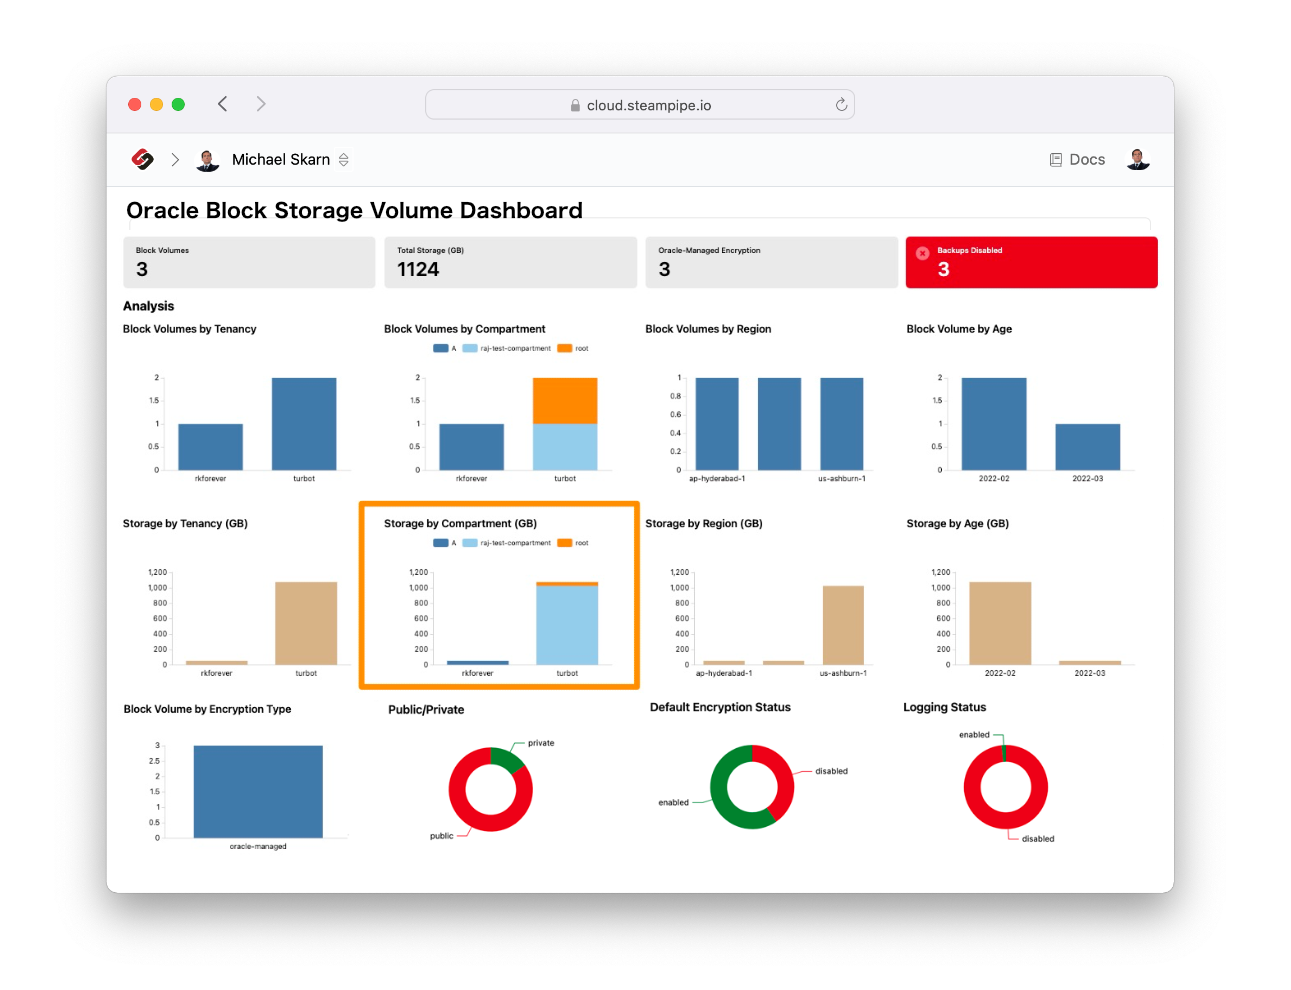 cloud.steampipe.io
Michael Skarn
Docs
Oracle Block Storage Volume Dashboard
Block Volumes
3
Total Storage (GB)
1124
Oracle-Managed Encryption
3
Backups Disabled
3
Analysis
Block Volumes by Tenancy
2
1.5
1
0.5
0
rkforever turbot
Block Volumes by Compartment
A raj-test-compartment root
2
1.5
1
0.5
0
rkforever turbot
Block Volumes by Region
1
0.8
0.6
0.4
0.2
0
ap-hyderabad-1 us-ashburn-1
Block Volume by Age
2
1.5
1
0.5
0
2022-02 2022-03
Storage by Tenancy (GB)
1,200
1,000
800
600
400
200
0
rkforever turbot
Storage by Compartment (GB)
A raj-test-compartment root
1,200
1,000
800
600
400
200
0
rkforever turbot
Storage by Region (GB)
1,200
1,000
800
600
400
200
0
ap-hyderabad-1 us-ashburn-1
Storage by Age (GB)
1,200
1,000
800
600
400
200
0
2022-02 2022-03
Block Volume by Encryption Type
3
2.5
2
1.5
1
0.5
0
oracle-managed
Public/Private
private
public
Default Encryption Status
disabled
enabled
Logging Status
enabled
disabled